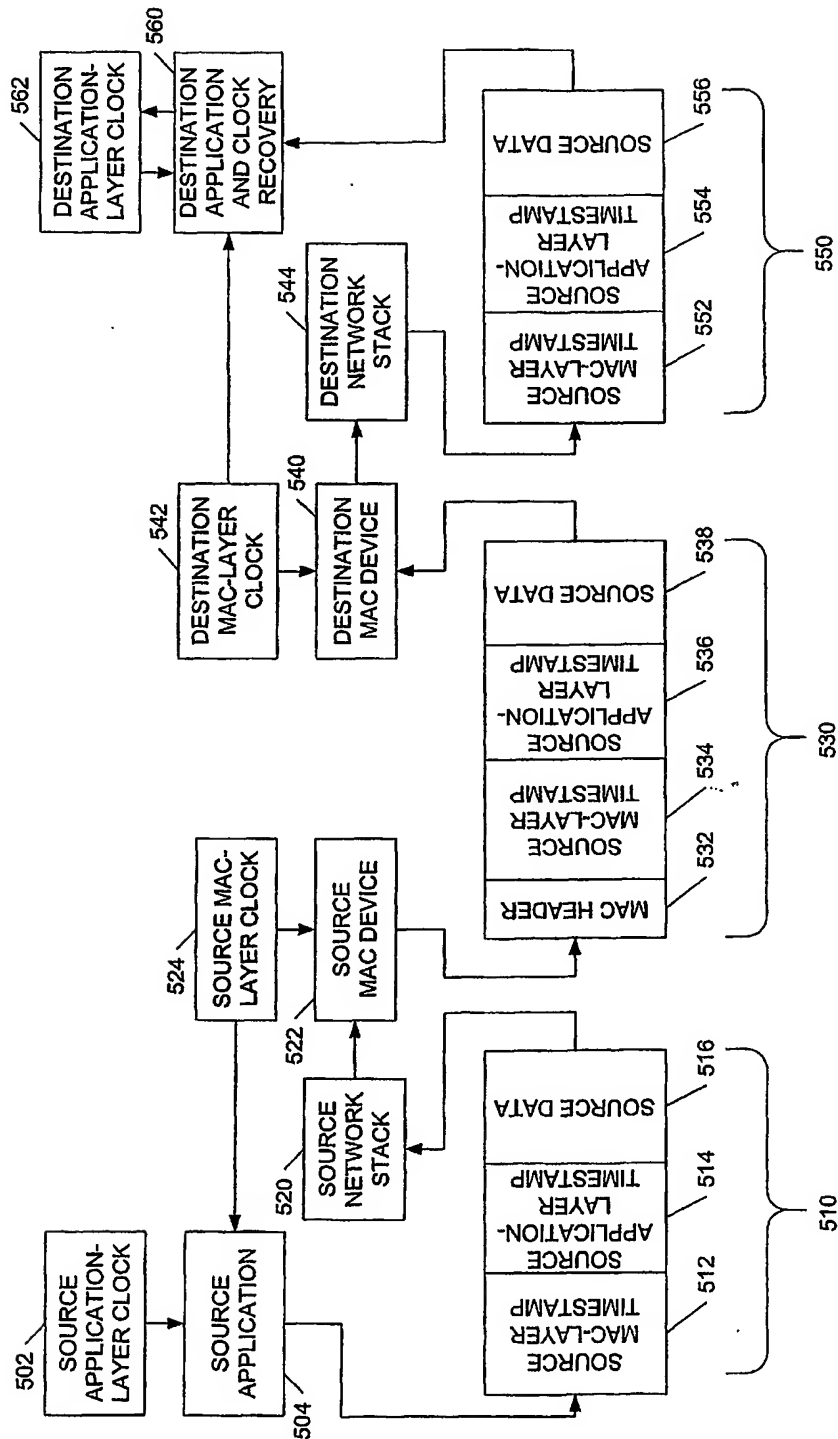 502
SOURCE
APPLICATION-
LAYER CLOCK
SOURCE
APPLICATION
504
524
SOURCE MAC-
LAYER CLOCK
520
SOURCE
NETWORK
STACK
522
SOURCE
MAC DEVICE
SOURCE
MAC-LAYER
TIMESTAMP
SOURCE
APPLICATION-
LAYER
TIMESTAMP
SOURCE DATA
512
514
516
510
542
DESTINATION
MAC-LAYER
CLOCK
540
DESTINATION
MAC DEVICE
544
DESTINATION
NETWORK
STACK
MAC HEADER
SOURCE
MAC-LAYER
TIMESTAMP
SOURCE
APPLICATION-
LAYER
TIMESTAMP
SOURCE DATA
532
534
536
538
530
562
DESTINATION
APPLICATION-
LAYER CLOCK
560
DESTINATION
APPLICATION
AND CLOCK
RECOVERY
SOURCE
MAC-LAYER
TIMESTAMP
SOURCE
APPLICATION-
LAYER
TIMESTAMP
SOURCE DATA
552
554
556
550